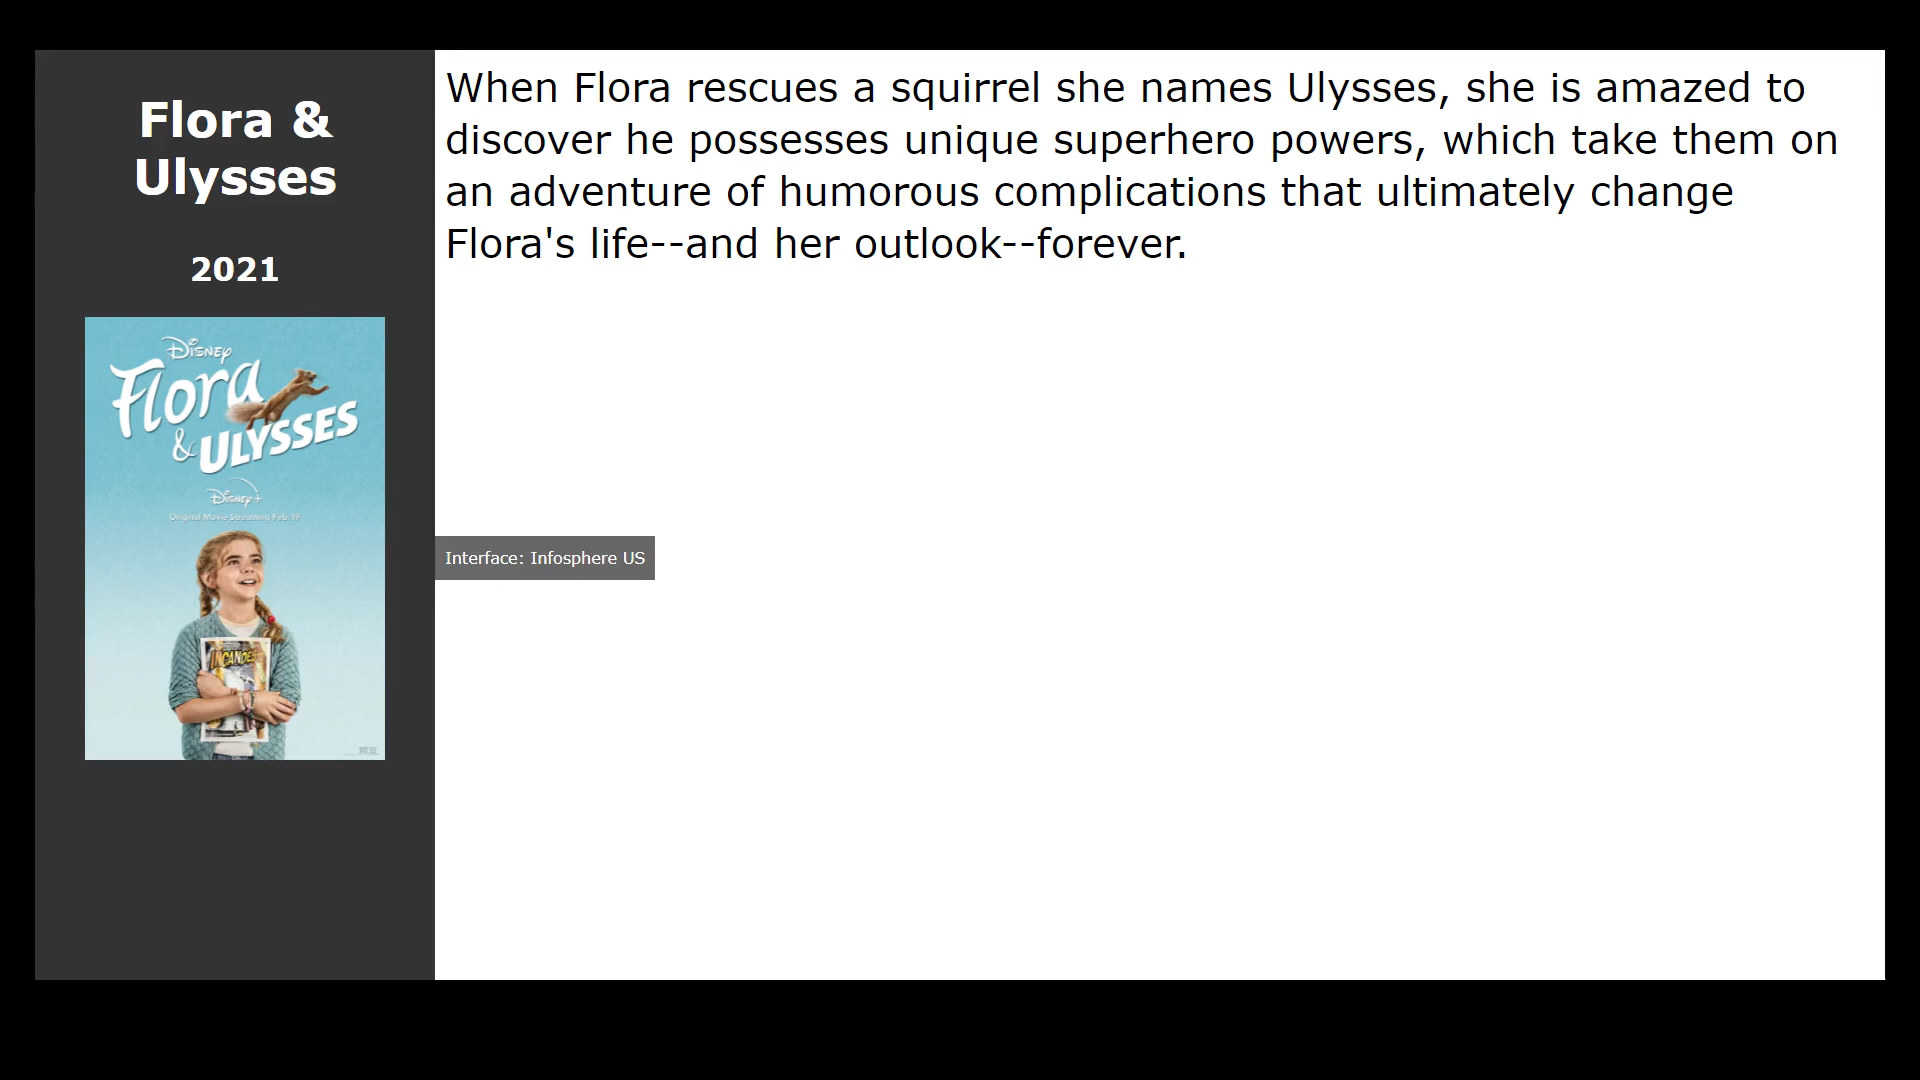 Flora &
Ulysses
2021
DISNEY
Flora
& ULYSSES
Disney+
Original Movie Streaming Feb 19
INCANDES
When Flora rescues a squirrel she names Ulysses, she is amazed to
discover he possesses unique superhero powers, which take them on
an adventure of humorous complications that ultimately change
Flora's life--and her outlook--forever.
Interface: Infosphere US